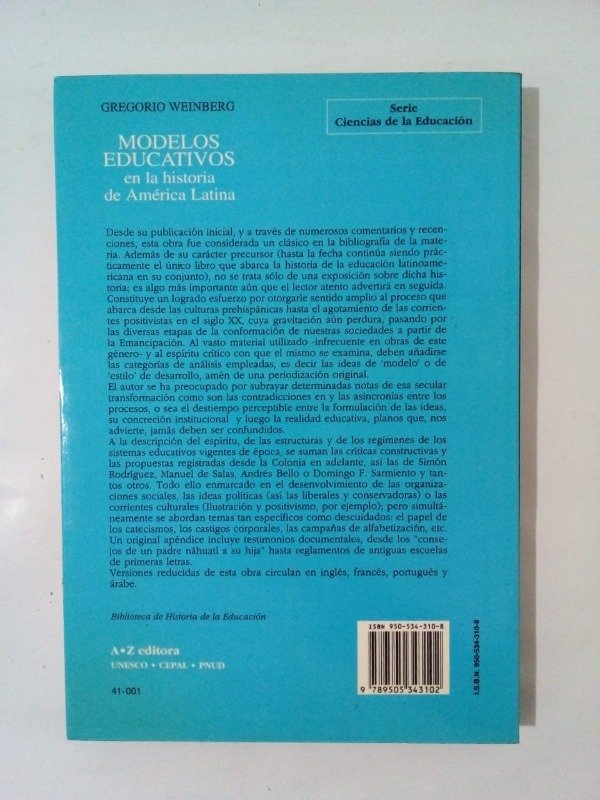 GREGORIO WEINBERG
MODELOS
EDUCATIVOS
en la historia
de América Latina
Serie
Ciencias de la Educación
Desde su publicación inicial, y a través de numerosos comentarios y recen-
ciones, esta obra fue considerada un clásico en la bibliografía de la mate-
ria. Además de su carácter precursor (hasta la fecha continúa siendo prác-
ticamente el único libro que abarca la historia de la educación latinoame-
ricana en su conjunto), no se trata sólo de una exposición sobre dicha his-
toria; es algo más importante aún que el lector atento advertirá en seguida.
Constituye un logrado esfuerzo por otorgarle sentido amplio al proceso que
abarca desde las culturas prehispánicas hasta el agotamiento de las corrien-
tes positivistas en el siglo XX, cuya gravitación aún perdura, pasando por
las diversas etapas de la conformación de nuestras sociedades a partir de
la Emancipación. Al vasto material utilizado -infrecuente en obras de este
género- y al espíritu crítico con que el mismo se examina, deben añadirse
las categorías de análisis empleadas, es decir las ideas de 'modelo' o de
'estilo' de desarrollo, amén de una periodización original.
El autor se ha preocupado por subrayar determinadas notas de esa secular
transformación como son las contradicciones en y las asincronías entre los
procesos, o sea el destiempo perceptible entre la formulación de las ideas,
su concreción institucional y luego la realidad educativa, planos que, nos
advierte, jamás deben ser confundidos.
A la descripción del espíritu, de las estructuras y de los regímenes de los
sistemas educativos vigentes de época, se suman las críticas constructivas y
las propuestas registradas desde la Colonia en adelante, así las de Simón
Rodríguez, Manuel de Salas, Andrés Bello o Domingo F. Sarmiento y tan-
tos otros. Todo ello enmarcado en el desenvolvimiento de las organiza-
ciones sociales, las ideas políticas (así las liberales y conservadoras) o las
corrientes culturales (Ilustración y positivismo, por ejemplo); pero simultá-
neamente se abordan temas tan específicos como descuidados: el papel de
los catecismos, los castigos corporales, las campañas de alfabetización, etc.
Un original apéndice incluye testimonios documentales, desde los "conse-
jos de un padre náhuatl a su hija" hasta reglamentos de antiguas escuelas
de primeras letras.
Versiones reducidas de esta obra circulan en inglés, francés, portugués y
árabe.
Biblioteca de Historia de la Educación
A•Z editora
UNESCO • CEPAL • PNUD
41-001
ISBN 950-534-310-8
9 789505 343102
I.S.B.N. 950-534-310-8